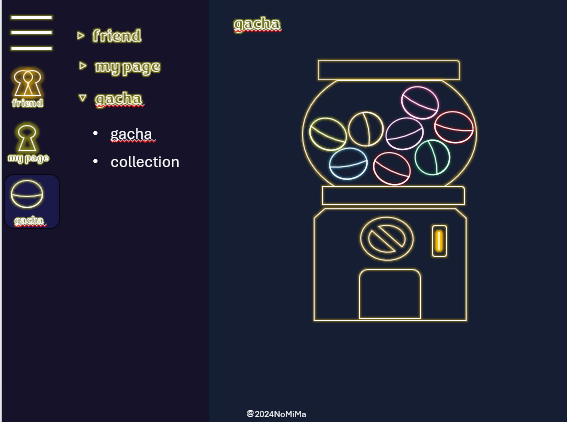 friend
my page
gacha
friend
my page
gacha
gacha
collection
gacha
@2024NoMiMa